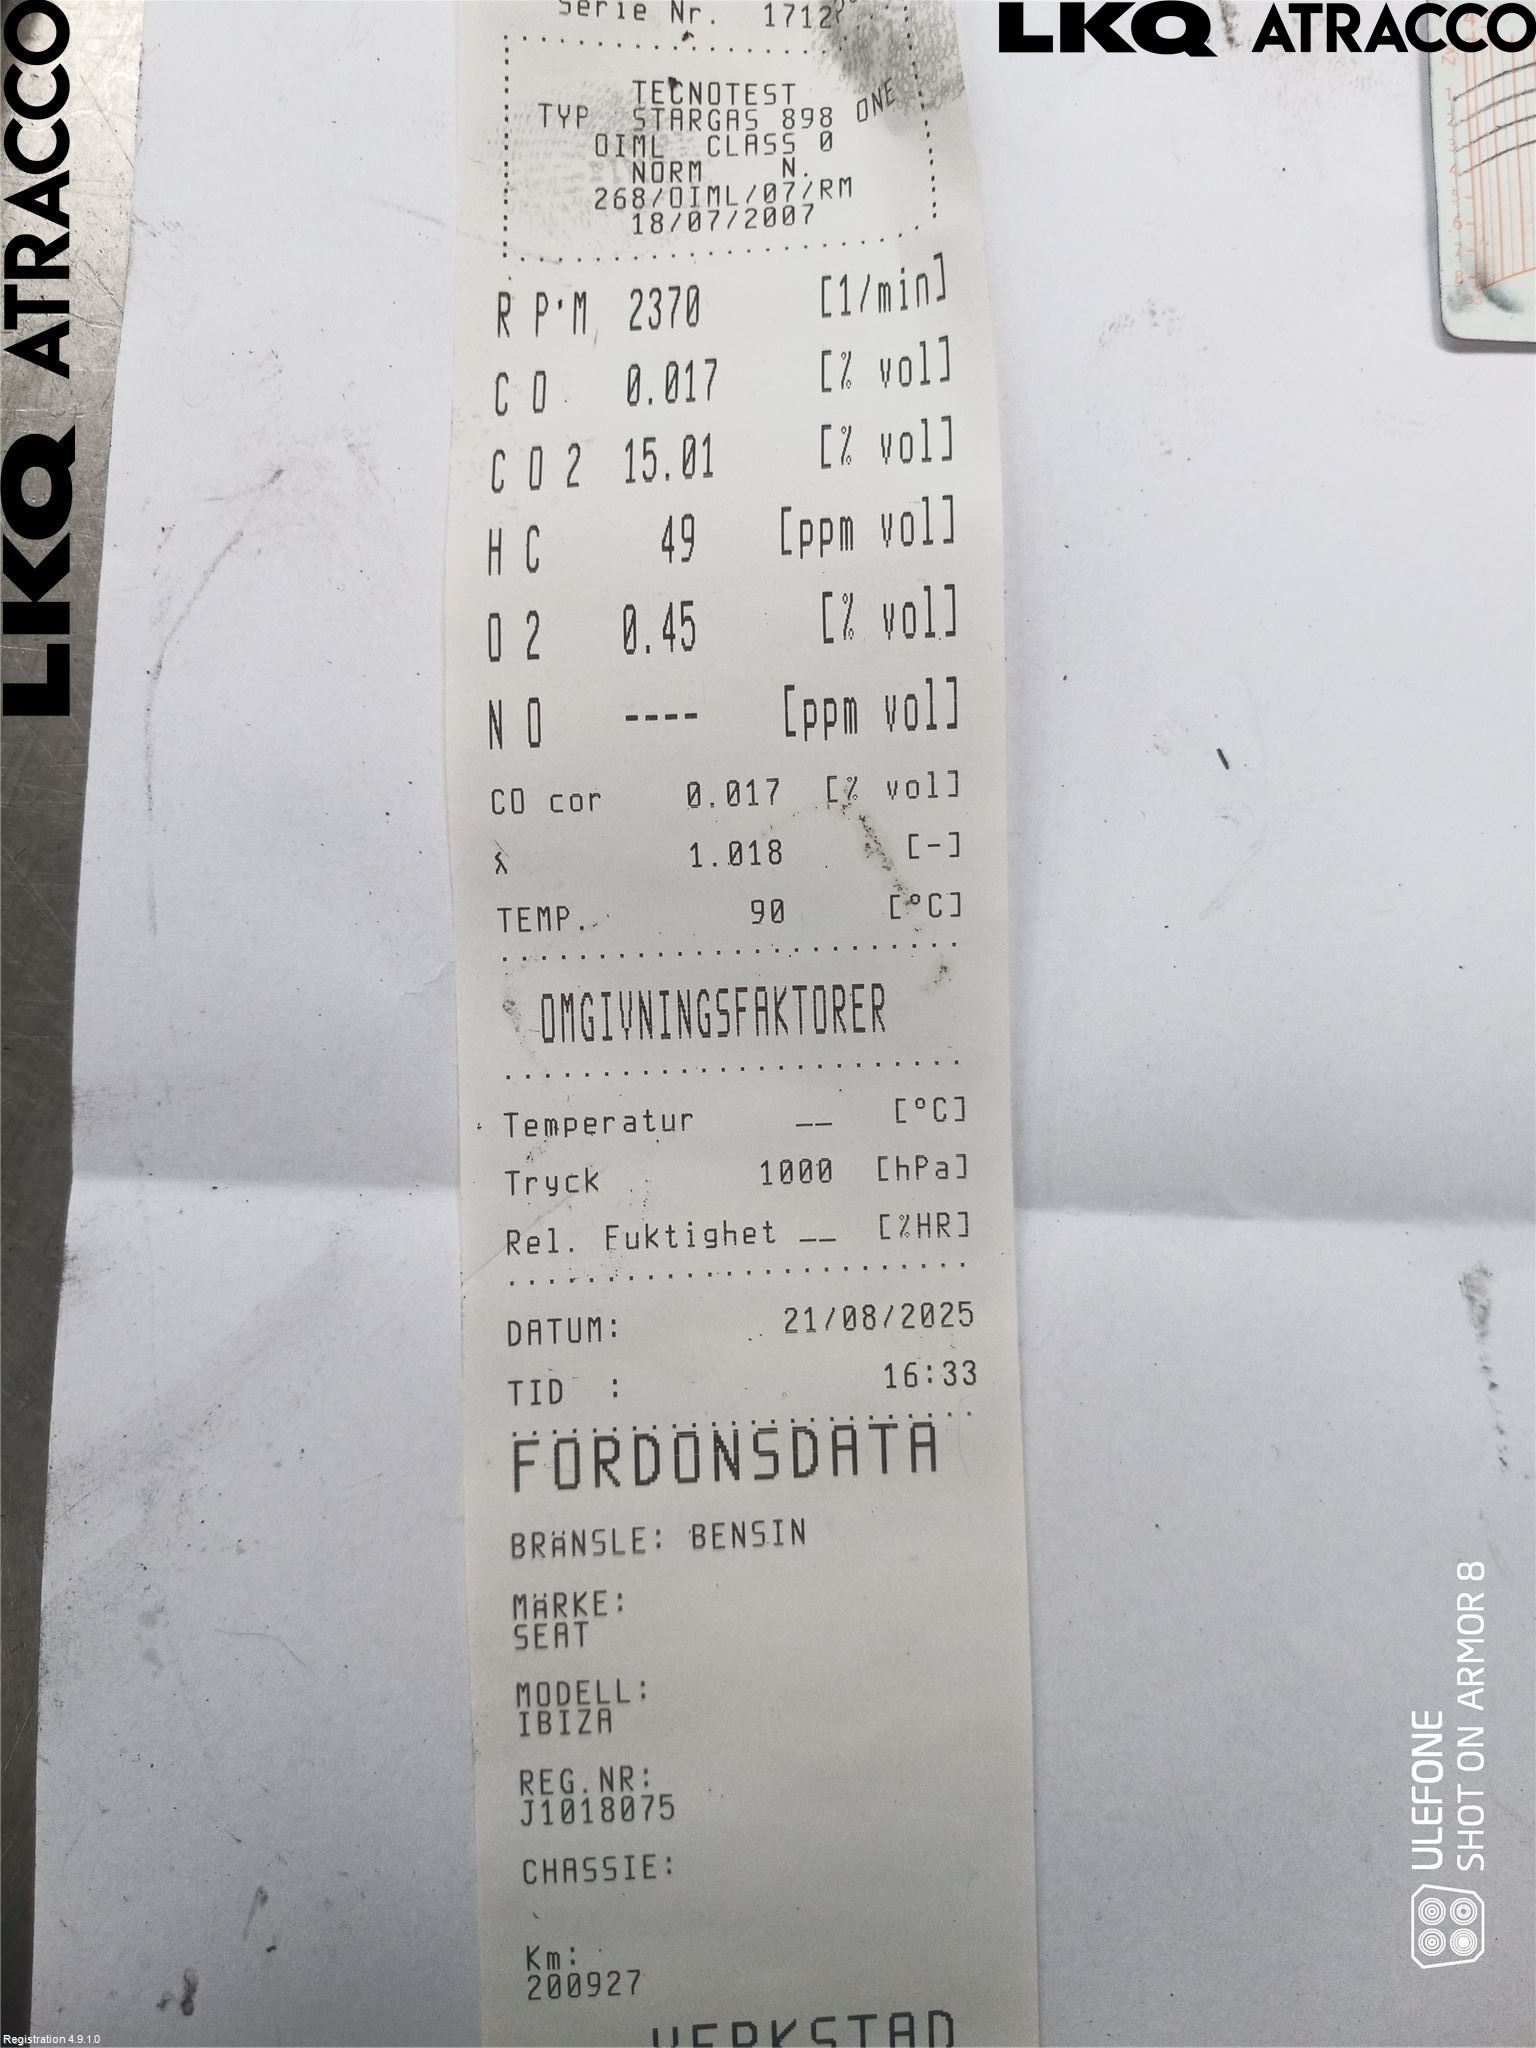 LKQ ATRACCO
LKQ ATRACCO
Serie Nr. 1712
TECNOTEST
TYP STARGAS 898 ONE
OIML CLASS 0
NORM N.
268/OIML/07/RM
18/07/2007
R P·M 2370 [1/min]
C O 0.017 [% vol]
C O 2 15.01 [% vol]
H C 49 [ppm vol]
O 2 0.45 [% vol]
N O ---- [ppm vol]
CO cor 0.017 [% vol]
λ 1.018 [-]
TEMP. 90 [°C]
OMGIVNINGSFAKTORER
Temperatur __ [°C]
Tryck 1000 [hPa]
Rel. Fuktighet __ [%HR]
DATUM: 21/08/2025
TID : 16:33
FORDONSDATA
BRÄNSLE: BENSIN
MÄRKE:
SEAT
MODELL:
IBIZA
REG.NR:
J1018075
CHASSIE:
Km:
200927
VERKSTAD
ULEFONE
SHOT ON ARMOR 8
Registration 4.9.1.0